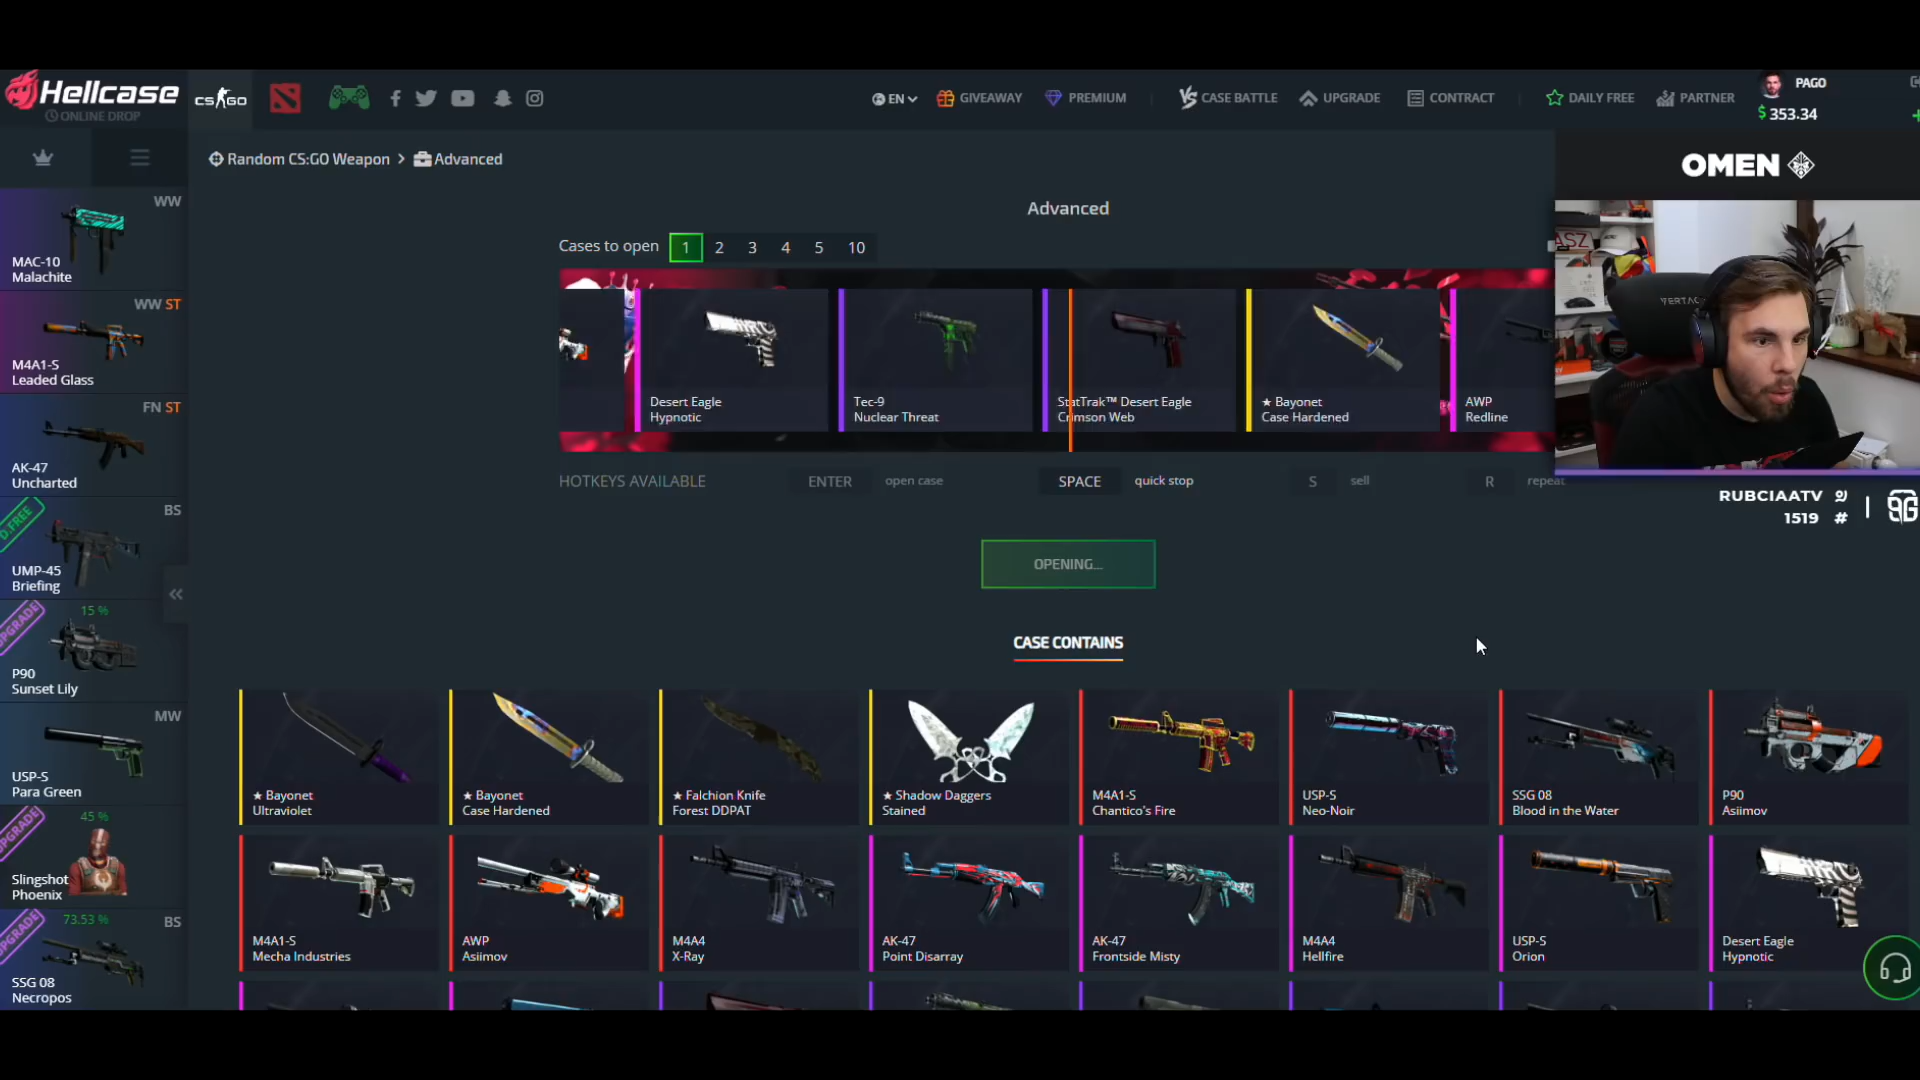 Hellcase
ONLINE DROP
CS:GO
EN
GIVEAWAY
PREMIUM
VS CASE BATTLE
UPGRADE
CONTRACT
DAILY FREE
PARTNER
PAGO
$ 353.34
Random CS:GO Weapon > Advanced
OMEN
Advanced
Cases to open 1 2 3 4 5 10
Desert Eagle
Hypnotic
Tec-9
Nuclear Threat
StatTrak™ Desert Eagle
Crimson Web
★ Bayonet
Case Hardened
AWP
Redline
HOTKEYS AVAILABLE
ENTER open case
SPACE quick stop
S sell
R repeat
RUBCIAATV
1519 #
OPENING...
CASE CONTAINS
★ Bayonet
Ultraviolet
★ Bayonet
Case Hardened
★ Falchion Knife
Forest DDPAT
★ Shadow Daggers
Stained
M4A1-S
Chantico's Fire
USP-S
Neo-Noir
SSG 08
Blood in the Water
P90
Asiimov
M4A1-S
Mecha Industries
AWP
Asiimov
M4A4
X-Ray
AK-47
Point Disarray
AK-47
Frontside Misty
M4A4
Hellfire
USP-S
Orion
Desert Eagle
Hypnotic
WW
MAC-10
Malachite
WW ST
M4A1-S
Leaded Glass
FN ST
AK-47
Uncharted
BS
D.FREE
UMP-45
Briefing
15 %
UPGRADE
P90
Sunset Lily
MW
USP-S
Para Green
45 %
UPGRADE
Slingshot
Phoenix
73.53 %
BS
UPGRADE
SSG 08
Necropos